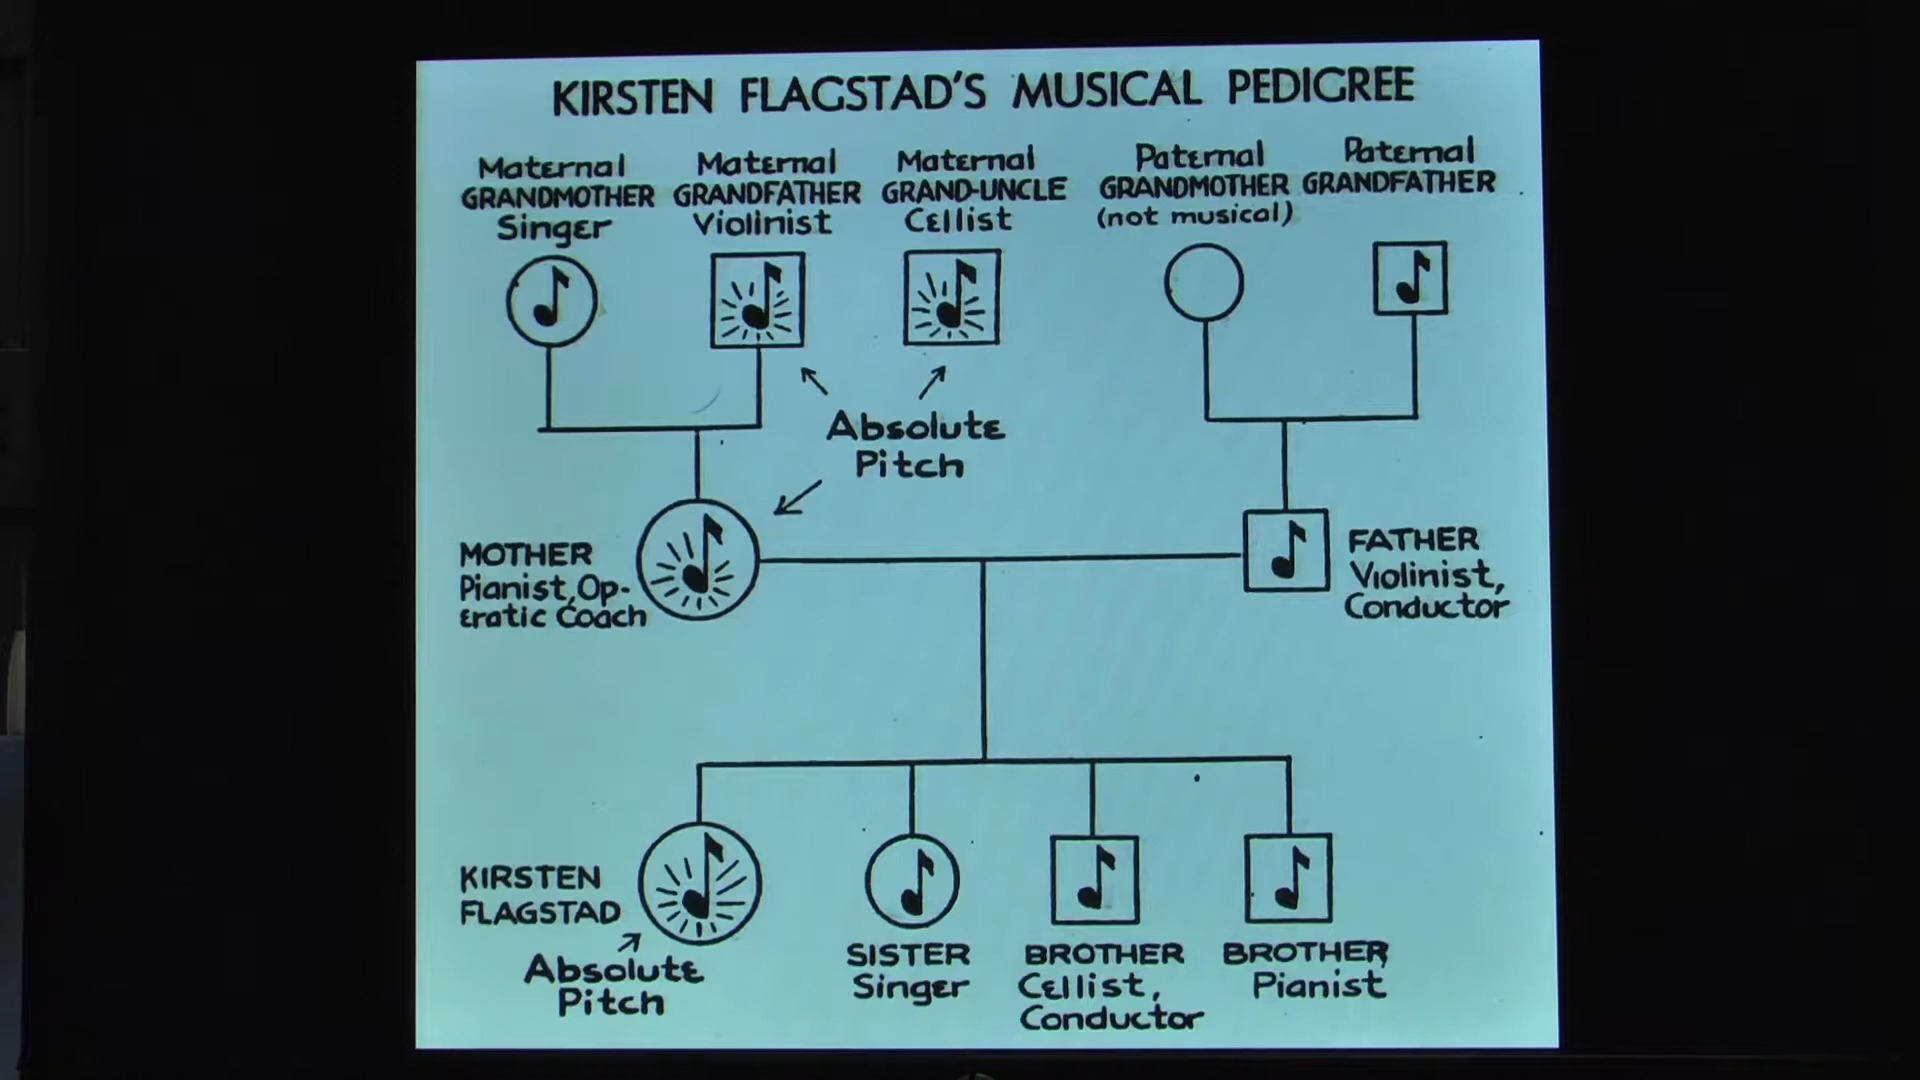 KIRSTEN FLAGSTAD'S MUSICAL PEDIGREE
Maternal
GRANDMOTHER
Singer
Maternal
GRANDFATHER
Violinist
Maternal
GRAND-UNCLE
Cellist
Paternal
GRANDMOTHER
(not musical)
Paternal
GRANDFATHER
Absolute
Pitch
MOTHER
Pianist, Op-
eratic Coach
FATHER
Violinist,
Conductor
KIRSTEN
FLAGSTAD
Absolute
Pitch
SISTER
Singer
BROTHER
Cellist,
Conductor
BROTHER
Pianist